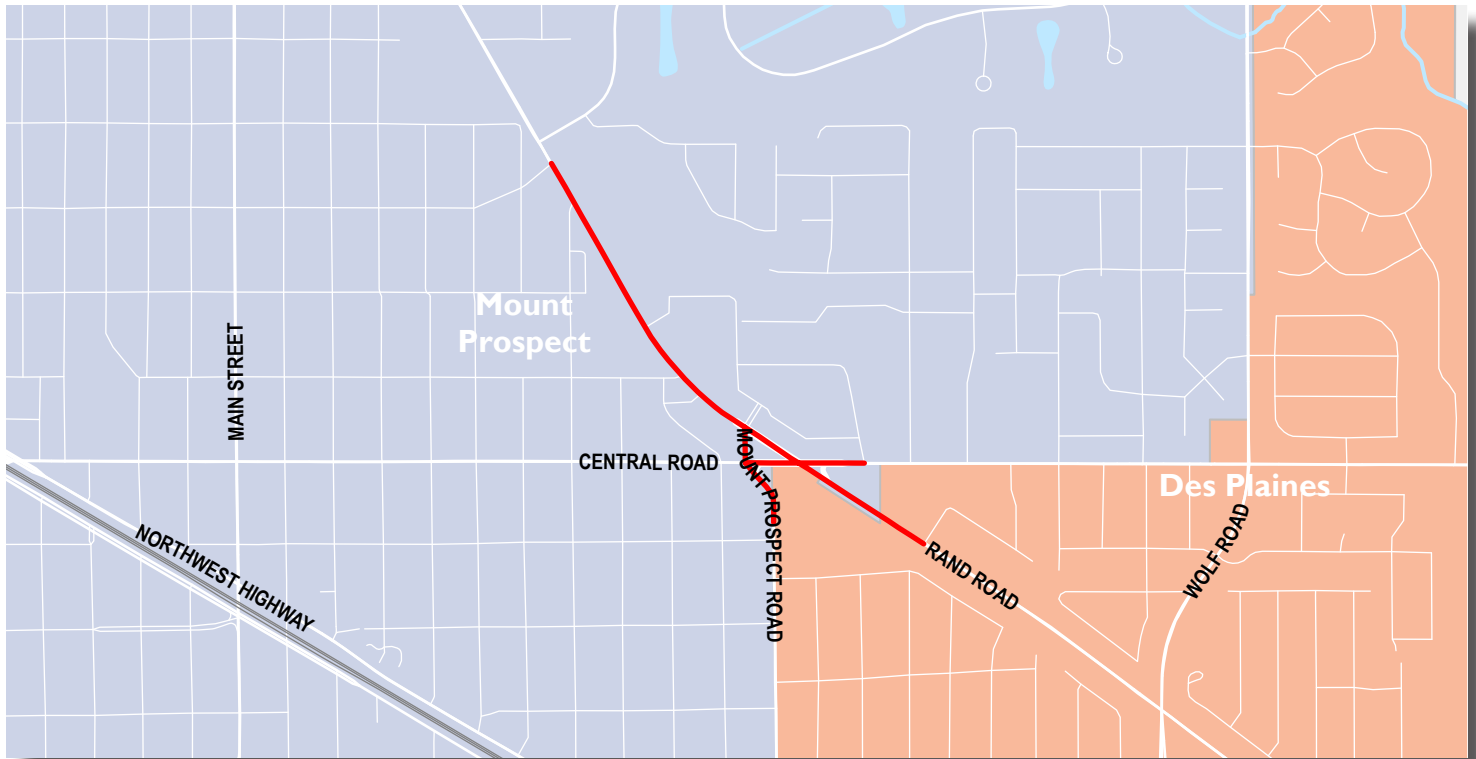 Mount
Prospect
MAIN STREET
CENTRAL ROAD
MOUNT PROSPECT ROAD
Des Plaines
NORTHWEST HIGHWAY
RAND ROAD
WOLF ROAD